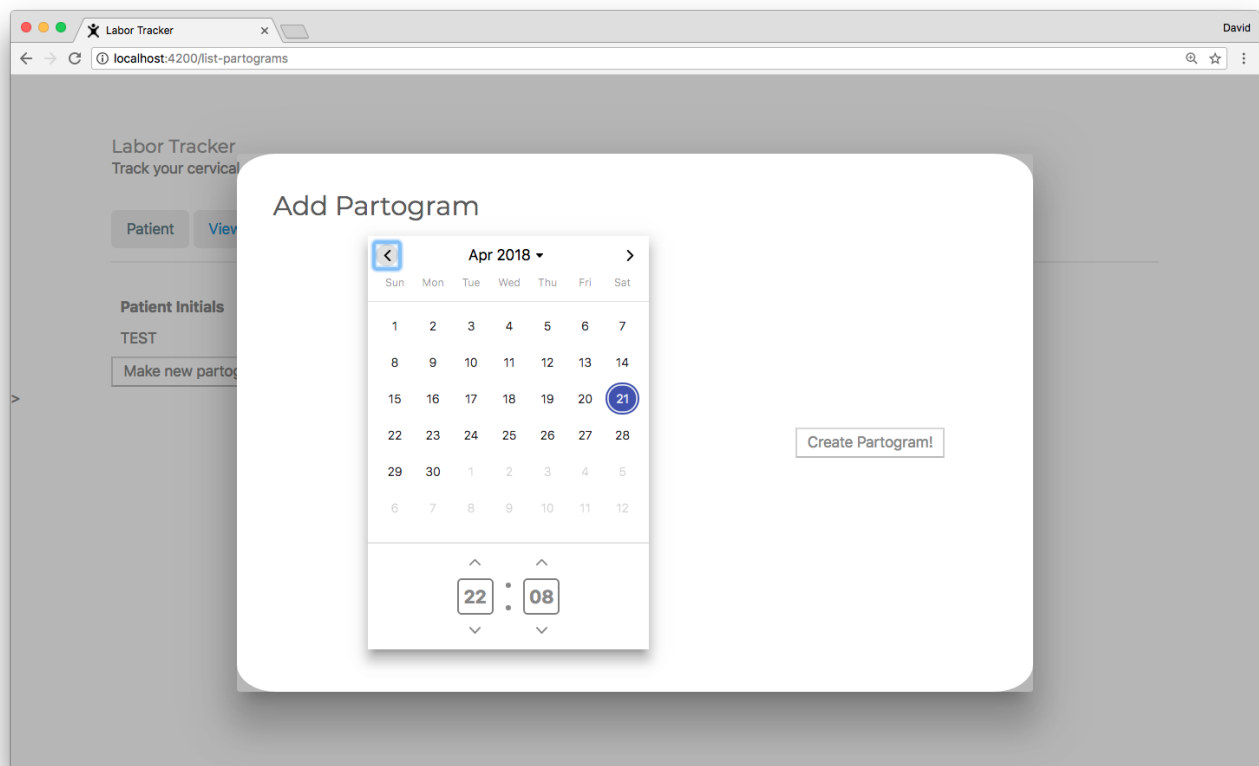 Labor Tracker
David
localhost:4200/list-partograms
Labor Tracker
Track your cervical
Patient View
Patient Initials
TEST
Make new partog
>
Add Partogram
Apr 2018
Sun Mon Tue Wed Thu Fri Sat
1 2 3 4 5 6 7
8 9 10 11 12 13 14
15 16 17 18 19 20 21
22 23 24 25 26 27 28
29 30 1 2 3 4 5
6 7 8 9 10 11 12
22 : 08
Create Partogram!